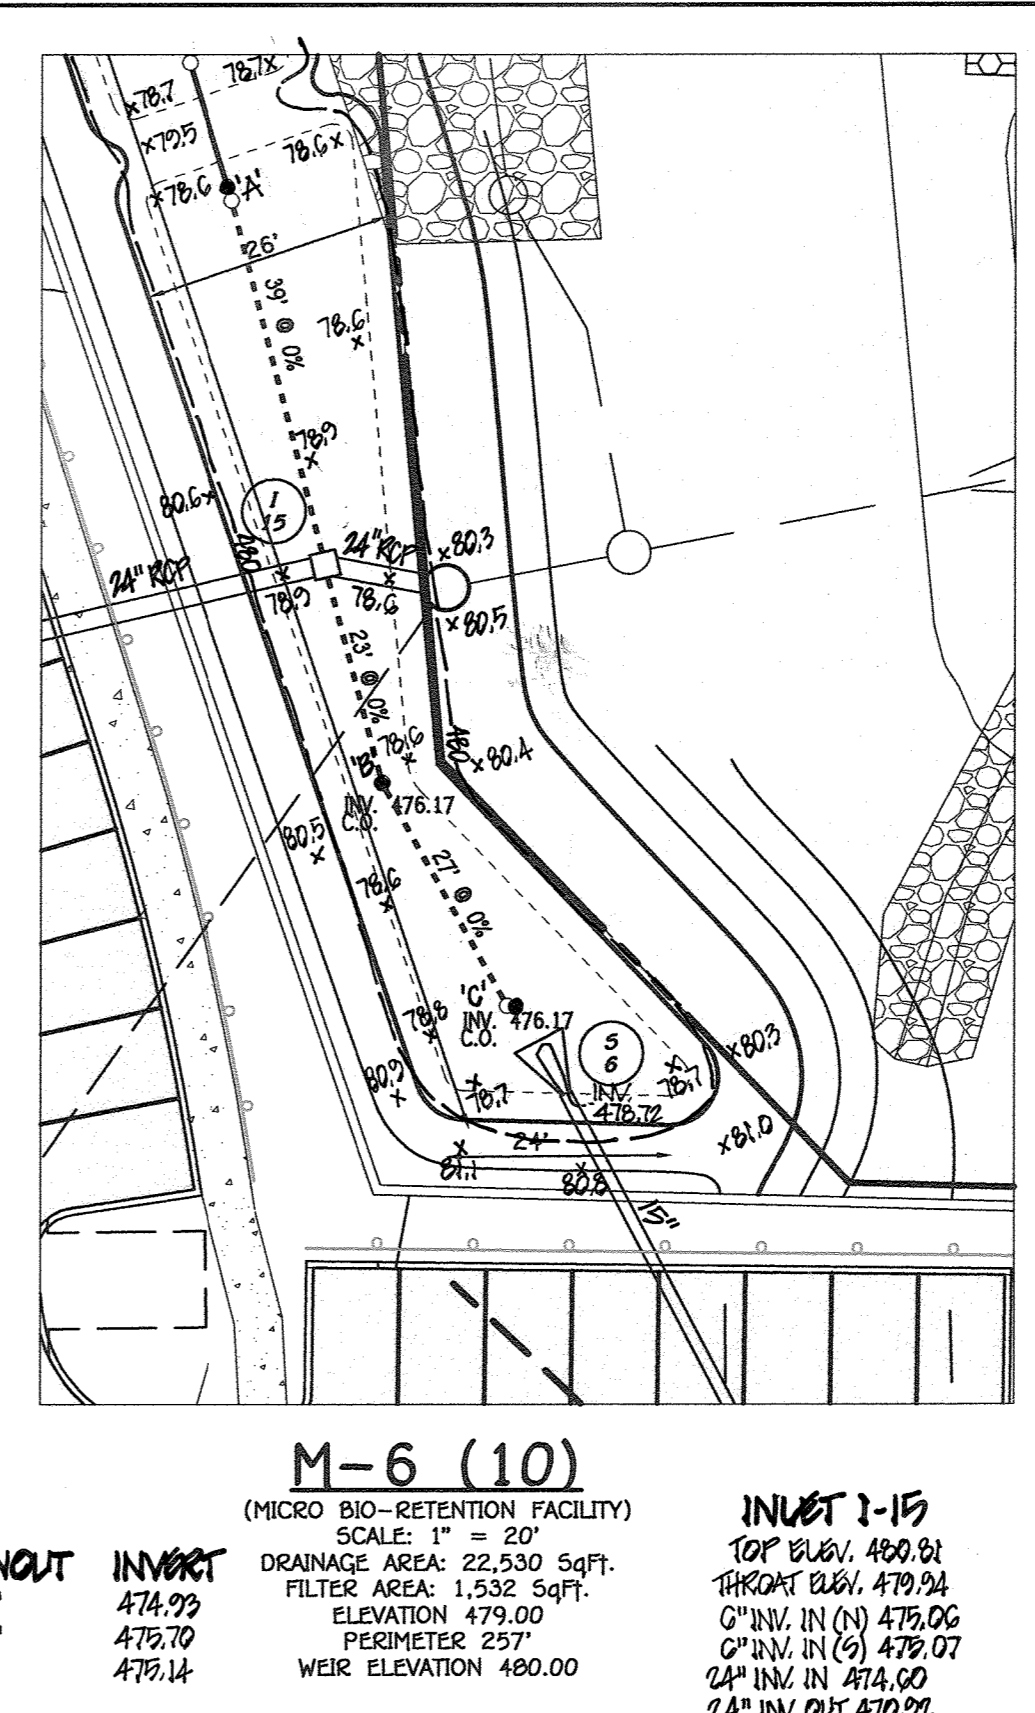 78.7x
x78.7
x79.5
78.6x
x78.6
'A'
26'
39' @ 0%
78.6
x
78.9
x
80.6x
I
15
480
24" RCP
24" RCP
x80.3
x
78.9
x
78.6
x80.5
23' @ 0%
78.6
x
480
x80.4
'B'
INV. 476.17
C.O.
80.5
x
27' @ 0%
78.6
x
'C'
INV. 476.17
C.O.
78.8
x
S
6
x80.3
x
78.7
80.9
x
x
78.7
INV.
478.72
x81.0
24'
x
81.1
x
80.8
15"
M-6 (10)
(MICRO BIO-RETENTION FACILITY)
SCALE: 1" = 20'
DRAINAGE AREA: 22,530 SqFt.
FILTER AREA: 1,532 SqFt.
ELEVATION 479.00
PERIMETER 257'
WEIR ELEVATION 480.00
NOUT INVERT
474.93
475.70
475.14
INLET I-15
TOP ELEV. 480.81
THROAT ELEV. 479.94
6" INV. IN (N) 475.06
6" INV. IN (S) 475.07
24" INV. IN 474.60
24" INV. OUT